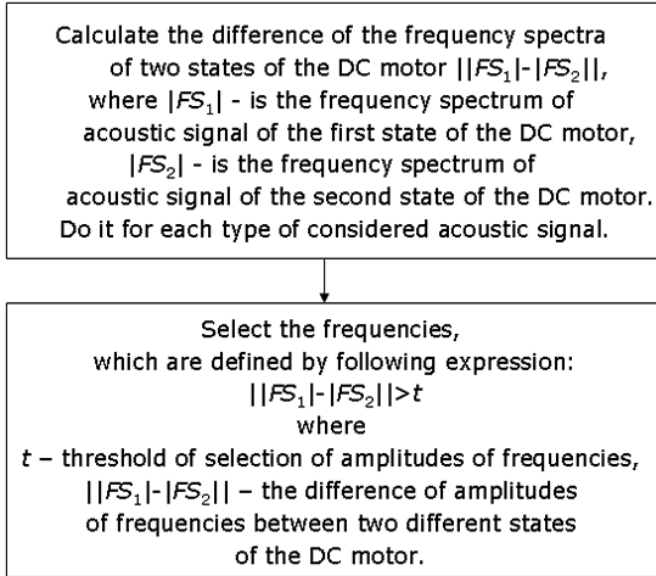 Calculate the difference of the frequency spectra
of two states of the DC motor ||FS₁|-|FS₂||,
where |FS₁| - is the frequency spectrum of
acoustic signal of the first state of the DC motor,
|FS₂| - is the frequency spectrum of
acoustic signal of the second state of the DC motor.
Do it for each type of considered acoustic signal.
Select the frequencies,
which are defined by following expression:
||FS₁|-|FS₂||>t
where
t – threshold of selection of amplitudes of frequencies,
||FS₁|-|FS₂|| – the difference of amplitudes
of frequencies between two different states
of the DC motor.